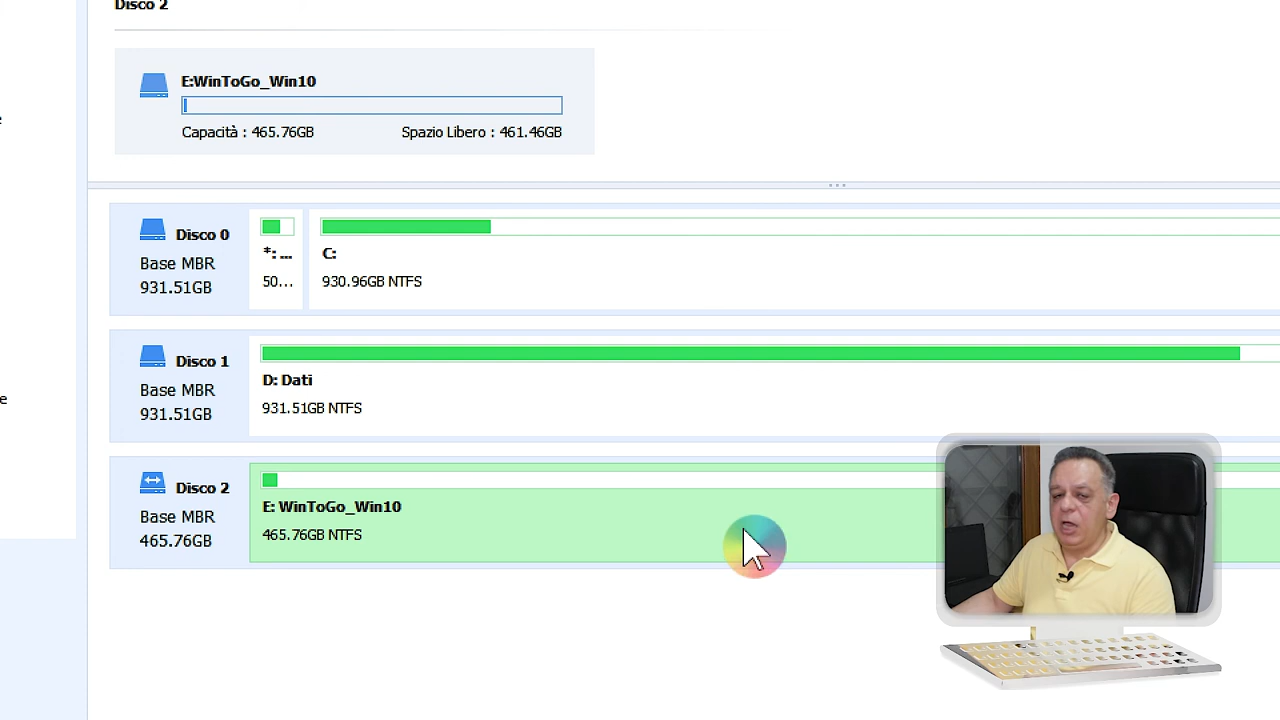 Disco 2
E:WinToGo_Win10
Capacità : 465.76GB
Spazio Libero : 461.46GB
Disco 0
Base MBR
931.51GB
*: ...
50...
C:
930.96GB NTFS
Disco 1
Base MBR
931.51GB
D: Dati
931.51GB NTFS
Disco 2
Base MBR
465.76GB
E: WinToGo_Win10
465.76GB NTFS